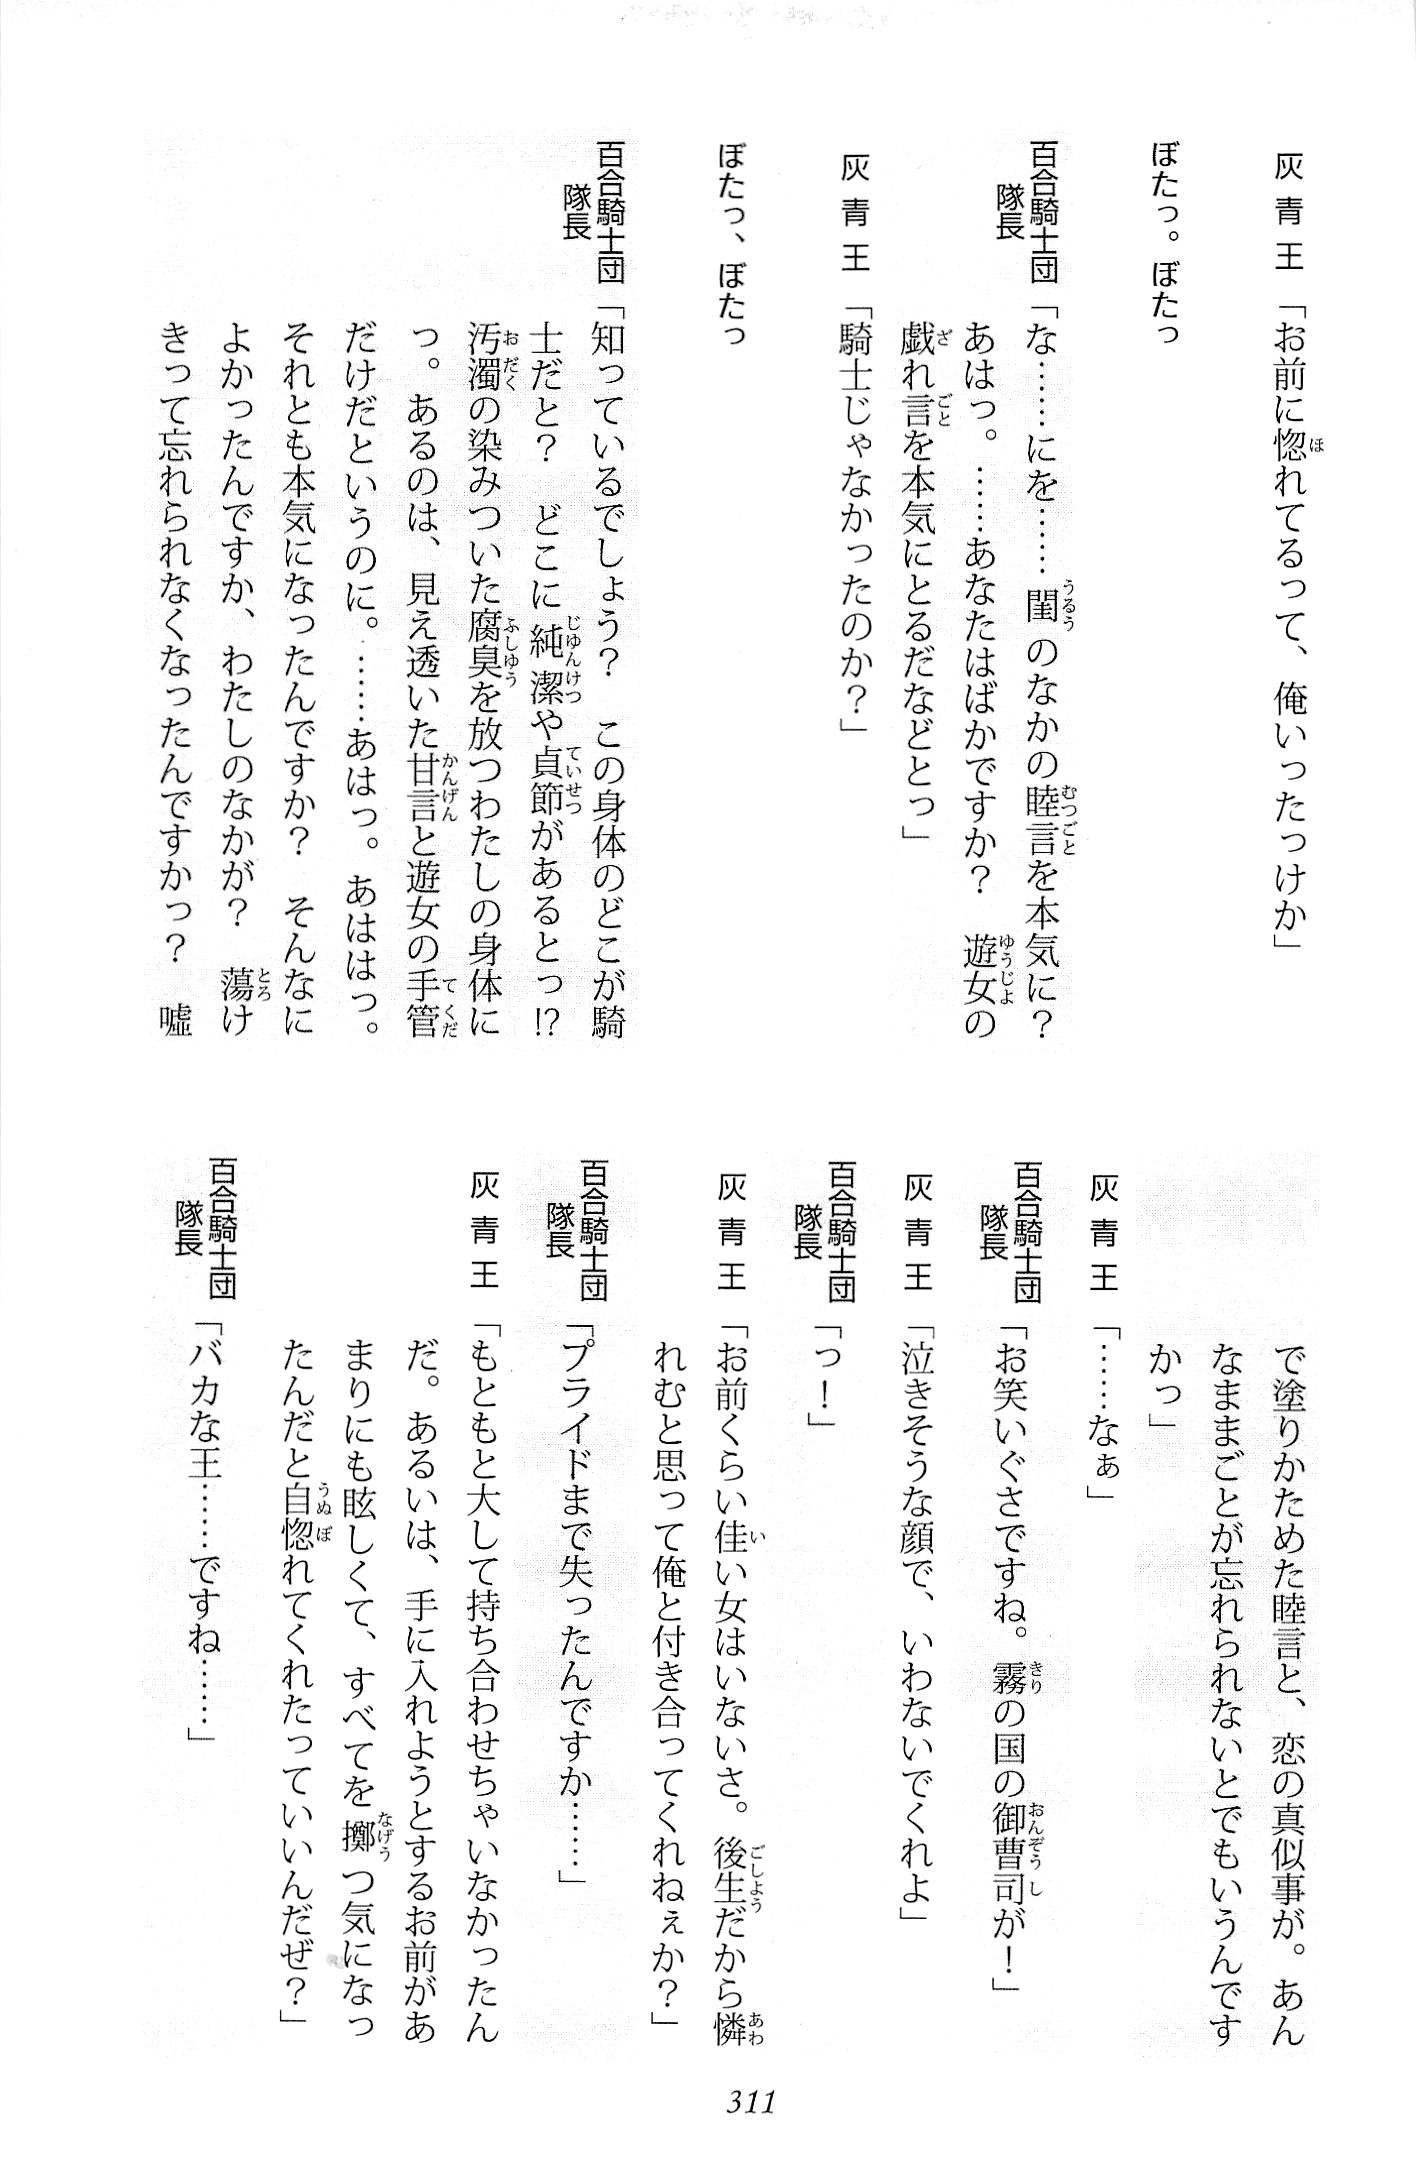 灰青王「お前に惚れてるって、俺いったっけか」
ぼたっ。ぼたっ
百合騎士団隊長「な……にを……閨のなかの睦言を本気に？
あはっ。……あなたはばかですか？　遊女の
戯れ言を本気にとるだなどとっ」
灰青王「騎士じゃなかったのか？」
ぼたっ、ぼたっ
百合騎士団隊長「知っているでしょう？　この身体のどこが騎
士だと？　どこに純潔や貞節があるとっ!?
汚濁の染みついた腐臭を放つわたしの身体に
っ。あるのは、見え透いた甘言と遊女の手管
だけだというのに。……あはっ。あははっ。
それとも本気になったんですか？　そんなに
よかったんですか、わたしのなかが？　蕩け
きって忘れられなくなったんですかっ？　嘘
で塗りかためた睦言と、恋の真似事が。あん
なままごとが忘れられないとでもいうんです
かっ」
灰青王「……なぁ」
百合騎士団隊長「お笑いぐさですね。霧の国の御曹司が！」
灰青王「泣きそうな顔で、いわないでくれよ」
百合騎士団隊長「っ！」
灰青王「お前くらい佳い女はいないさ。後生だから憐
れむと思って俺と付き合ってくれねぇか？」
百合騎士団隊長「プライドまで失ったんですか……」
灰青王「もともと大して持ち合わせちゃいなかったん
だ。あるいは、手に入れようとするお前があ
まりにも眩しくて、すべてを擲つ気になっ
たんだと自惚れてくれたっていいんだぜ？」
百合騎士団隊長「バカな王……ですね……」
311